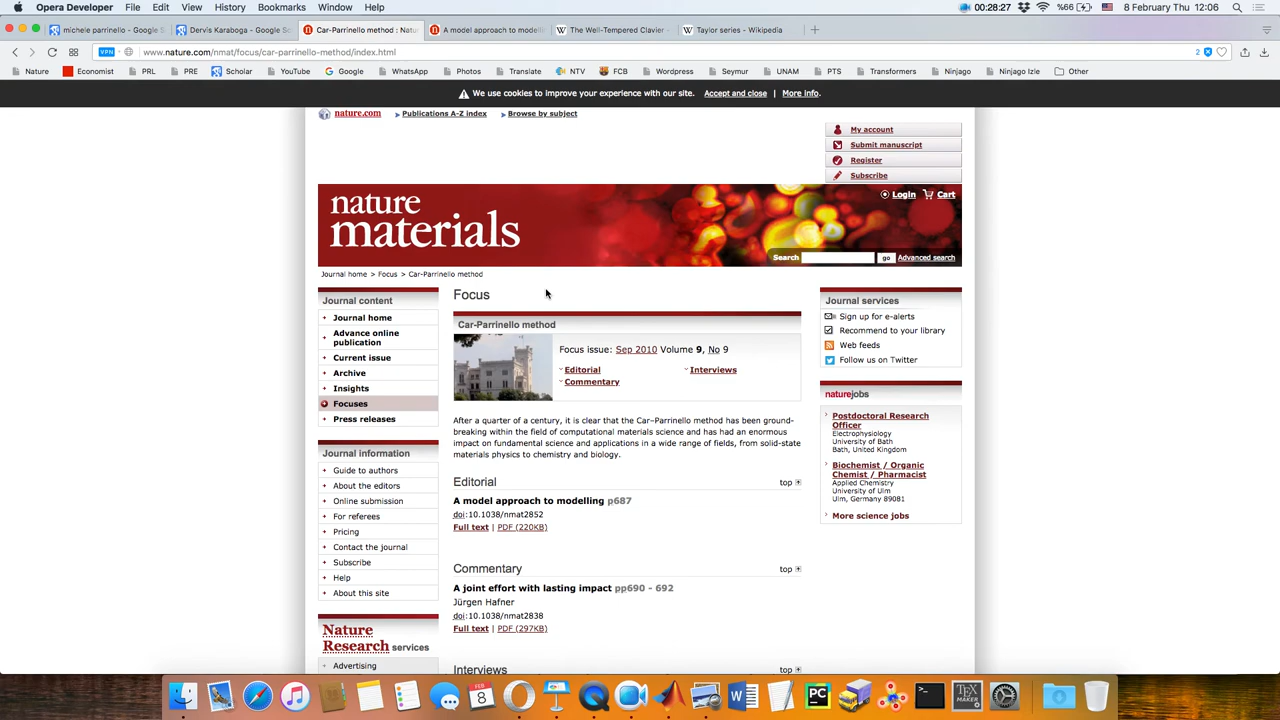 Opera Developer File Edit View History Bookmarks Window Help 00:28:27 %66 8 February Thu 12:06
michele parrinello - Google S Dervis Karaboga - Google Sc Car-Parrinello method : Natu A model approach to modelli The Well-Tempered Clavier - Taylor series - Wikipedia
VPN www.nature.com/nmat/focus/car-parrinello-method/index.html 2
Nature Economist PRL PRE Scholar YouTube Google WhatsApp Photos Translate NTV FCB Wordpress Seymur UNAM PTS Transformers Ninjago Ninjago Izle Other
We use cookies to improve your experience with our site. Accept and close | More info.
nature.com Publications A-Z index Browse by subject
My account
Submit manuscript
Register
Subscribe
Login Cart
nature
materials
Search go Advanced search
Journal home > Focus > Car-Parrinello method
Journal content
Journal home
Advance online
publication
Current issue
Archive
Insights
Focuses
Press releases
Journal information
Guide to authors
About the editors
Online submission
For referees
Pricing
Contact the journal
Subscribe
Help
About this site
Nature
Research services
Advertising
Focus
Car-Parrinello method
Focus issue: Sep 2010 Volume 9, No 9
Editorial Interviews
Commentary
After a quarter of a century, it is clear that the Car–Parrinello method has been ground-
breaking within the field of computational materials science and has had an enormous
impact on fundamental science and applications in a wide range of fields, from solid-state
materials physics to chemistry and biology.
Editorial top
A model approach to modelling p687
doi:10.1038/nmat2852
Full text | PDF (220KB)
Commentary top
A joint effort with lasting impact pp690 - 692
Jürgen Hafner
doi:10.1038/nmat2838
Full text | PDF (297KB)
Interviews top
Journal services
Sign up for e-alerts
Recommend to your library
Web feeds
Follow us on Twitter
naturejobs
Postdoctoral Research
Officer
Electrophysiology
University of Bath
Bath, United Kingdom
Biochemist / Organic
Chemist / Pharmacist
Applied Chemistry
University of Ulm
Ulm, Germany 89081
More science jobs
FEB
8
W
PC
TEX
MAKER